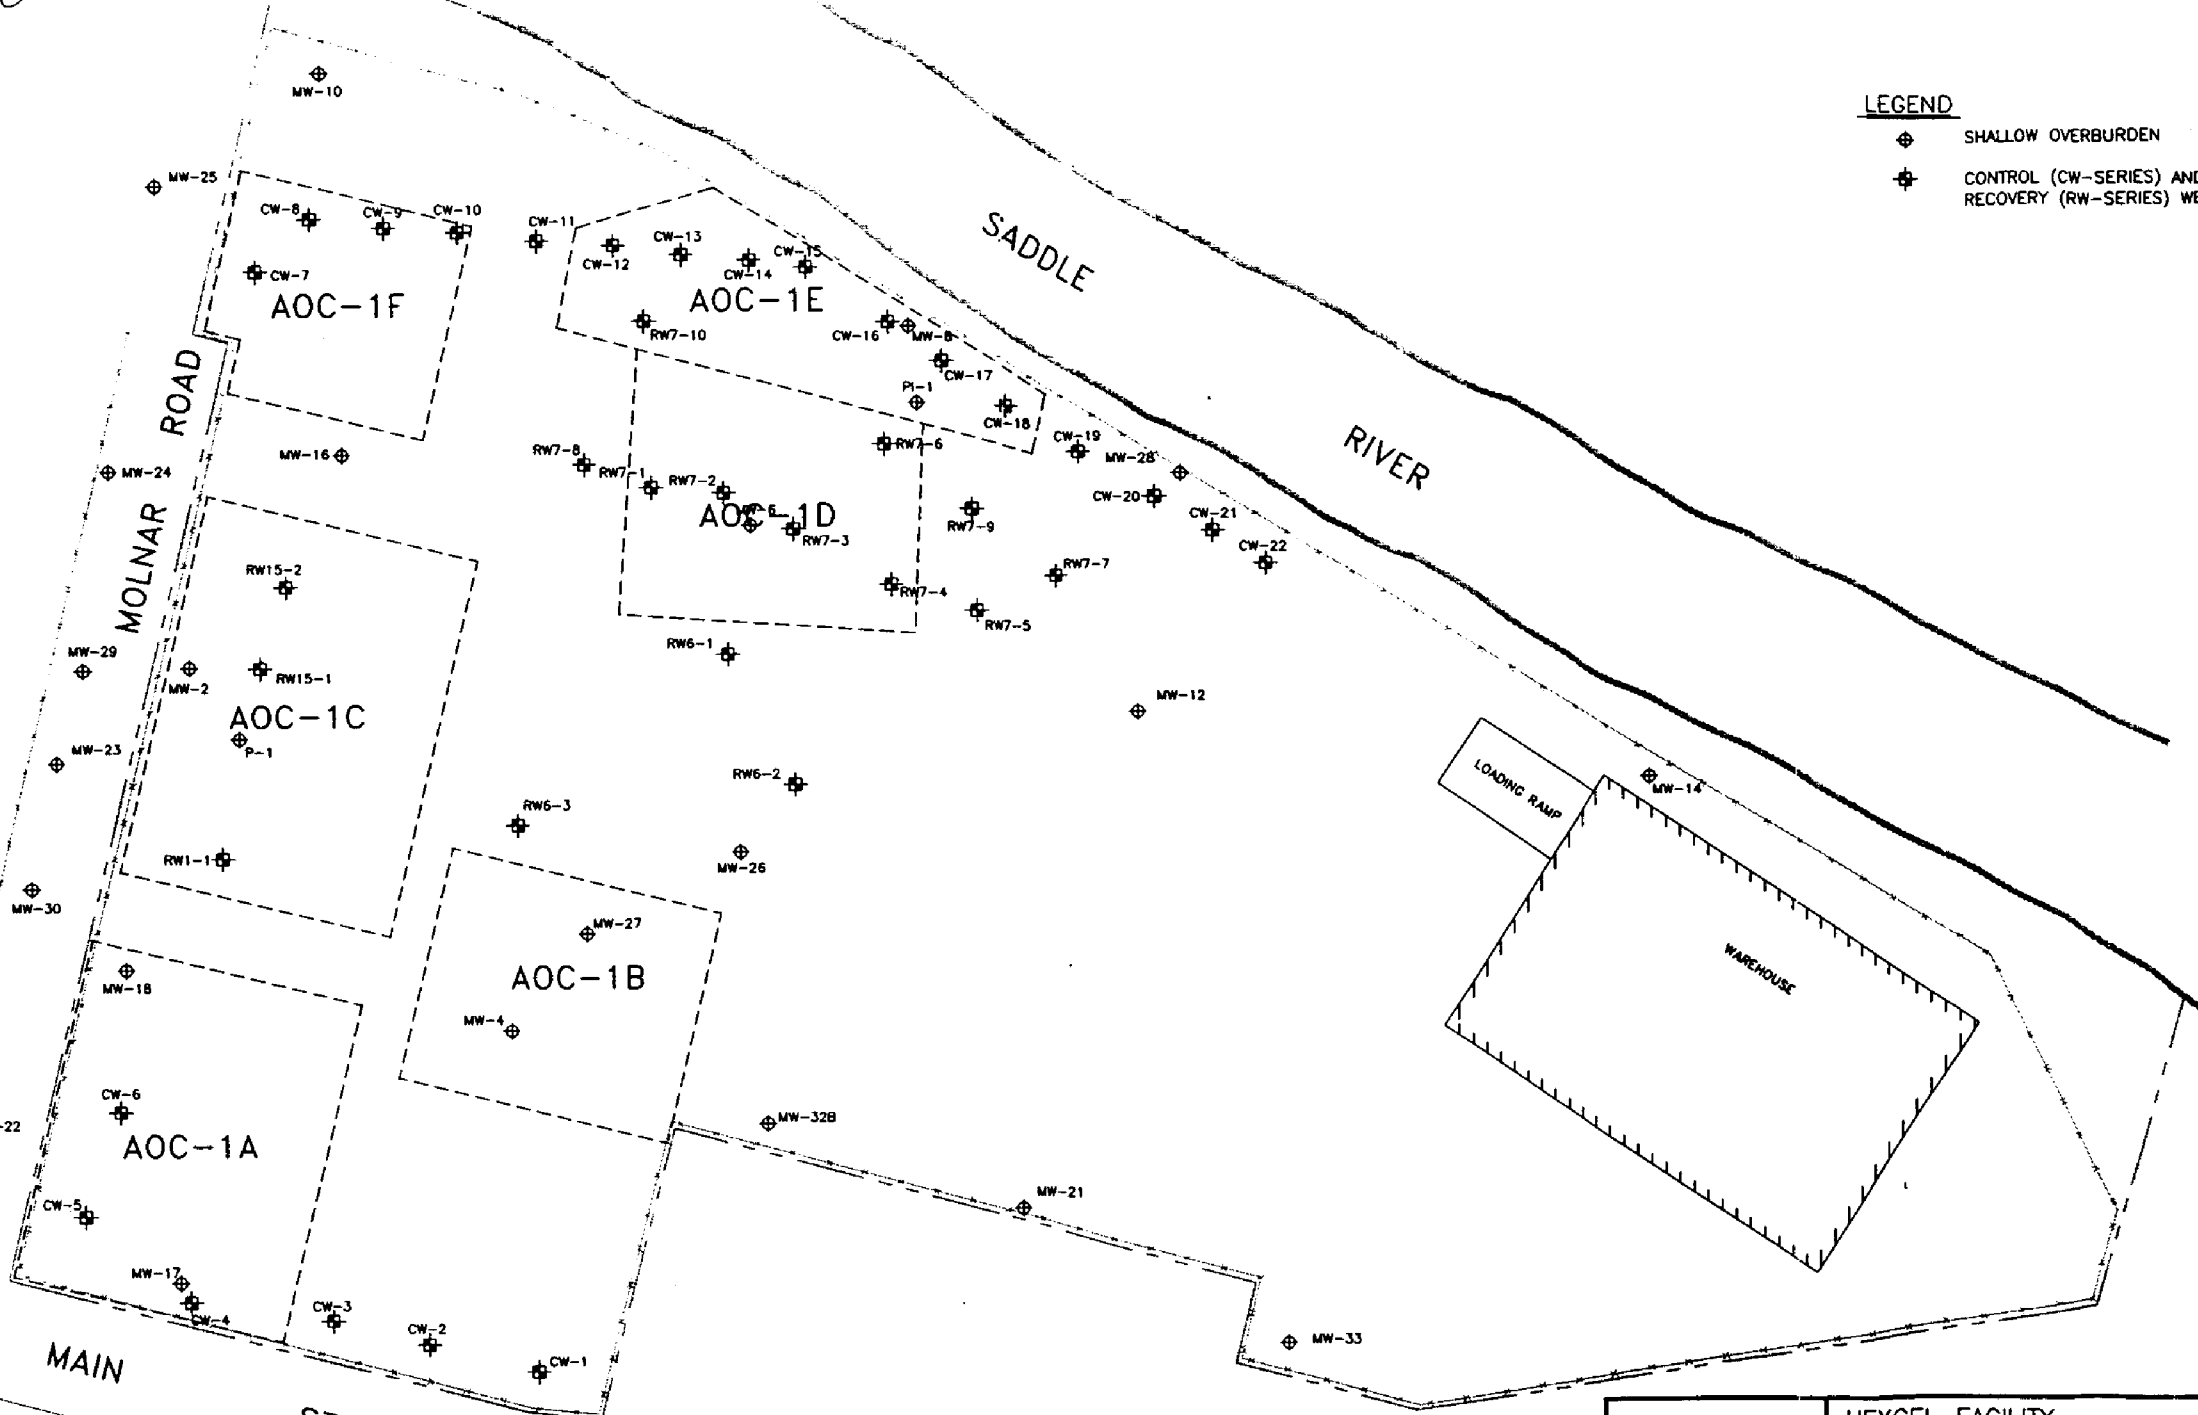 MW-10
LEGEND
SHALLOW OVERBURDEN
CONTROL (CW-SERIES) AND
RECOVERY (RW-SERIES)
MW-25
CW-8
CW-9
CW-10
CW-11
CW-12
CW-13
CW-14
CW-15
SADDLE
CW-7
AOC-1F
AOC-1E
RW7-10
CW-16
MW-8
CW-17
PI-1
CW-18
ROAD
RIVER
MW-16
MW-24
RW7-8
RW7-1
RW7-2
RW7-6
CW-19
MW-28
CW-20
CW-21
CW-22
AOC-1D
RW7-3
RW7-9
RW7-7
RW7-4
RW7-5
MOLNAR
RW15-2
RW6-1
MW-29
MW-2
RW15-1
MW-12
AOC-1C
P-1
MW-23
RW6-2
LOADING RAMP
MW-14
RW6-3
RW1-1
MW-26
MW-30
MW-27
WAREHOUSE
AOC-1B
MW-18
MW-4
CW-6
-22
AOC-1A
MW-32B
CW-5
MW-21
MW-17
CW-4
CW-3
CW-2
CW-1
MW-33
MAIN
HEXCEL FACILITY